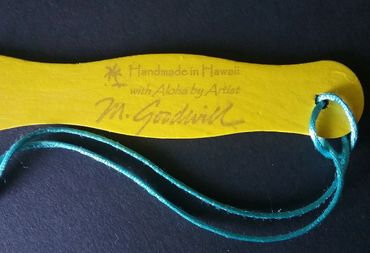 Handmade in Hawaii
with Aloha by Artist
M. Goodwill